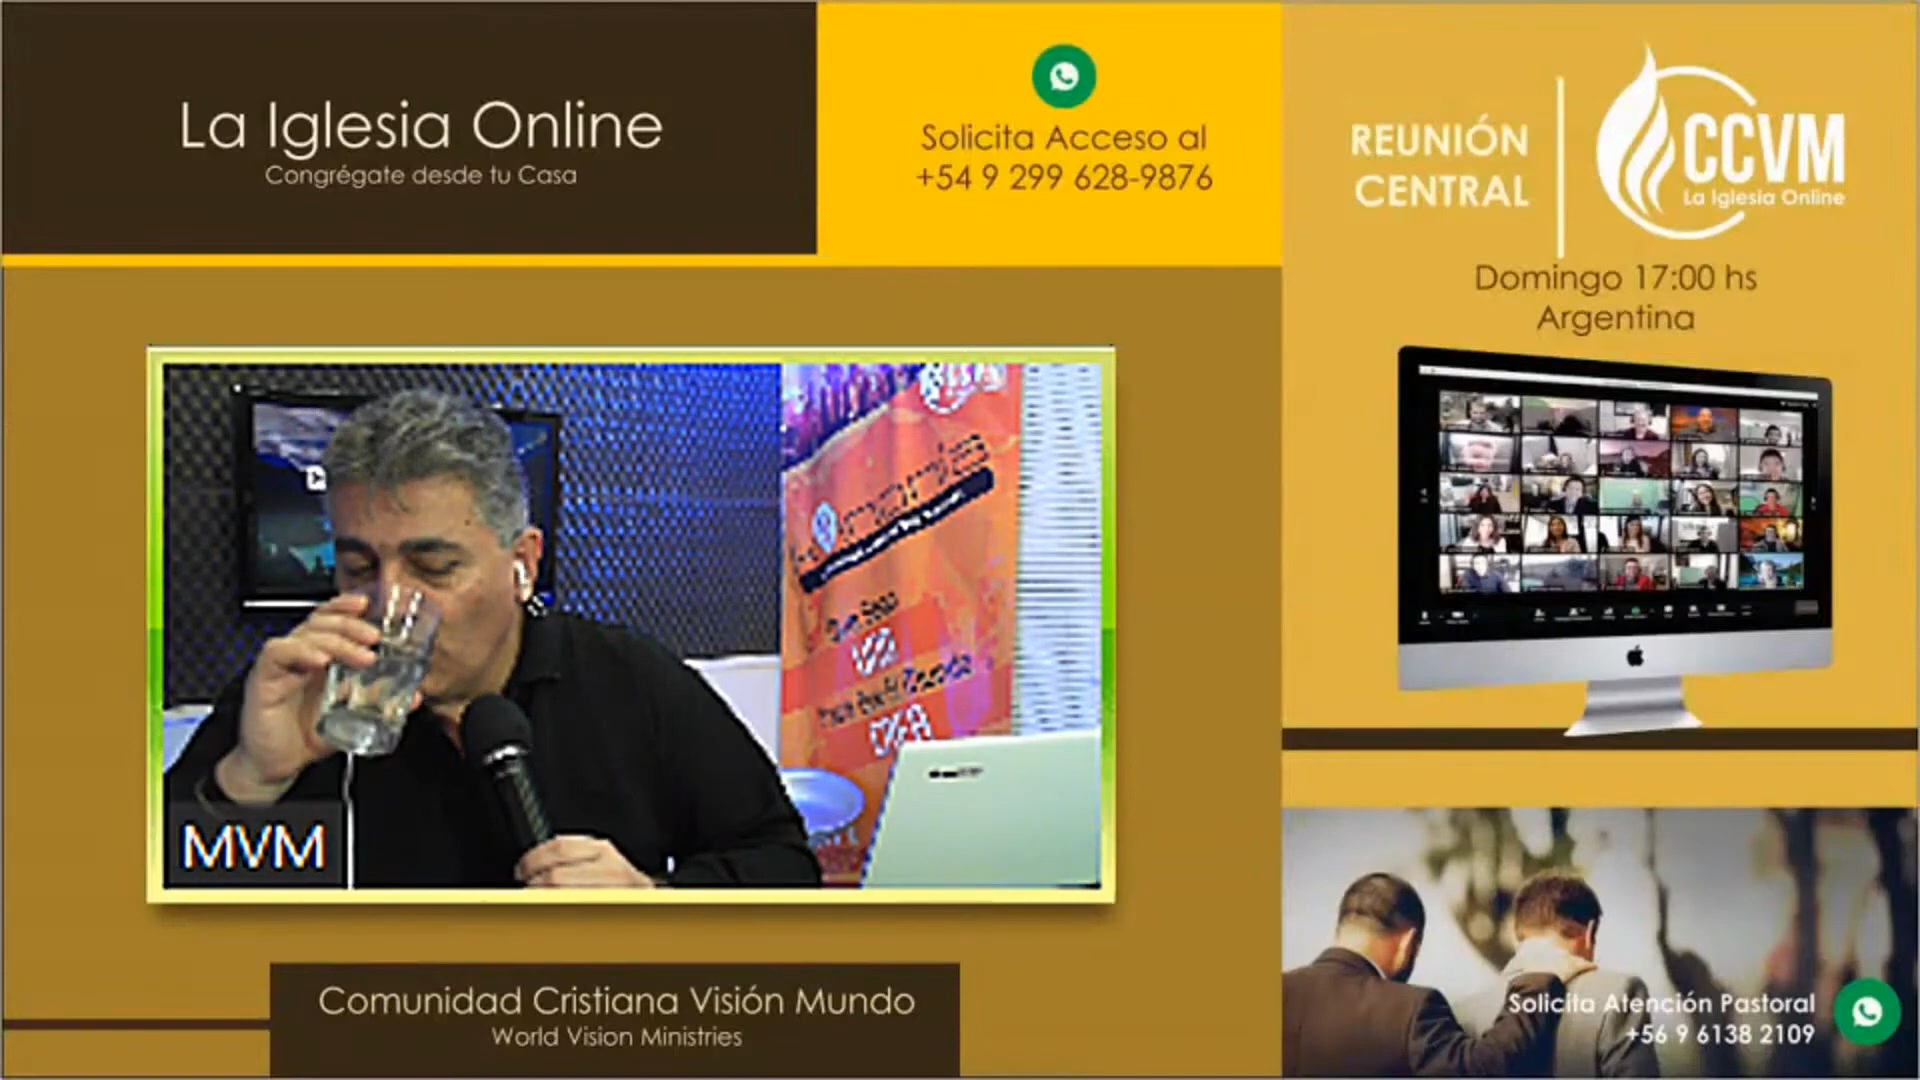 La Iglesia Online
Congrégate desde tu Casa
Solicita Acceso al
+54 9 299 628-9876
REUNIÓN
CENTRAL
CCVM
La Iglesia Online
Domingo 17:00 hs
Argentina
MVM
Comunidad Cristiana Visión Mundo
World Vision Ministries
Solicita Atención Pastoral
+56 9 6138 2109